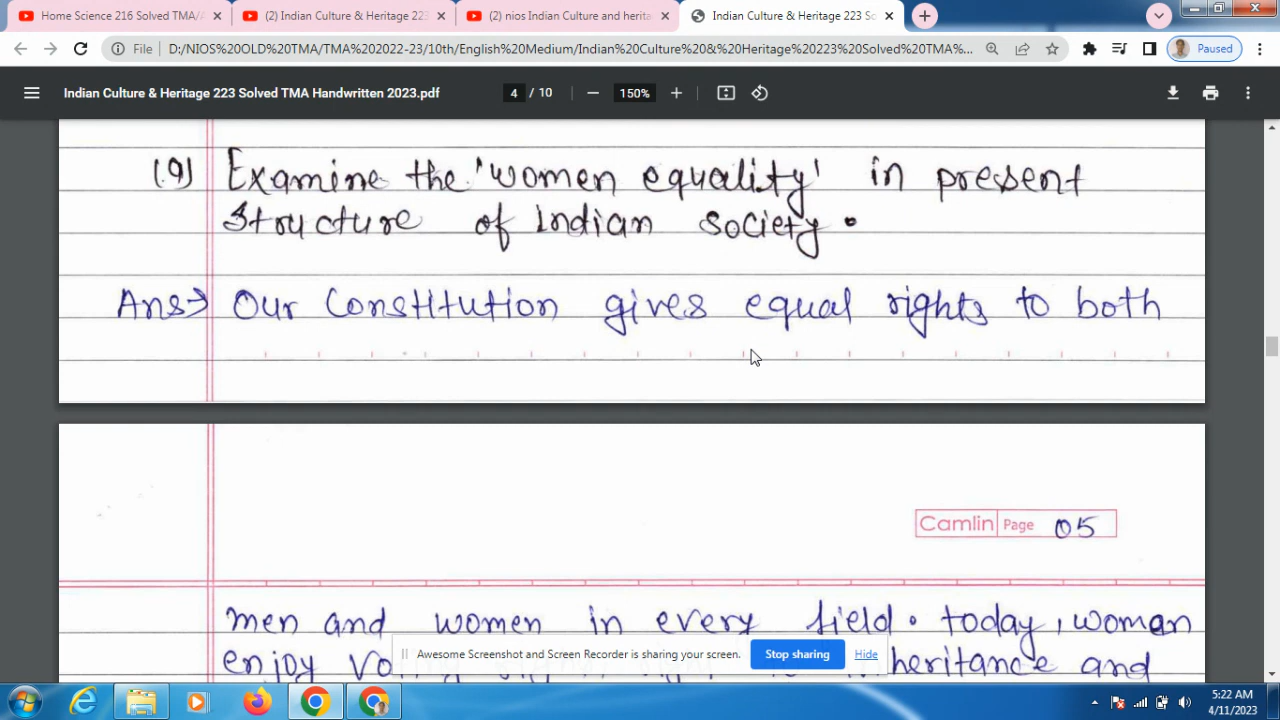 Home Science 216 Solved TMA/
(2) Indian Culture & Heritage 223
(2) Class Indian culture and herita
Indian Culture & Heritage 223 So
File
D:/NIOS%20OLD%20TMA/TMA%202022-23/10th/English%20Medium/Indian%20Culture%20&%20Heritage%20223%20Solved%20TMA%...
Paused
Indian Culture & Heritage 223 Solved TMA Handwritten 2023.pdf
4 / 10
150%
(9) Examine the 'women equality' in present
Structure of Indian society.
Ans→ Our Constitution gives equal rights to both
Camlin Page 05
men and women in every field. today, women
Awesome Screenshot and Screen Recorder is sharing your screen.
Stop sharing
Hide
enjoy heritance and
5:22 AM
4/11/2023